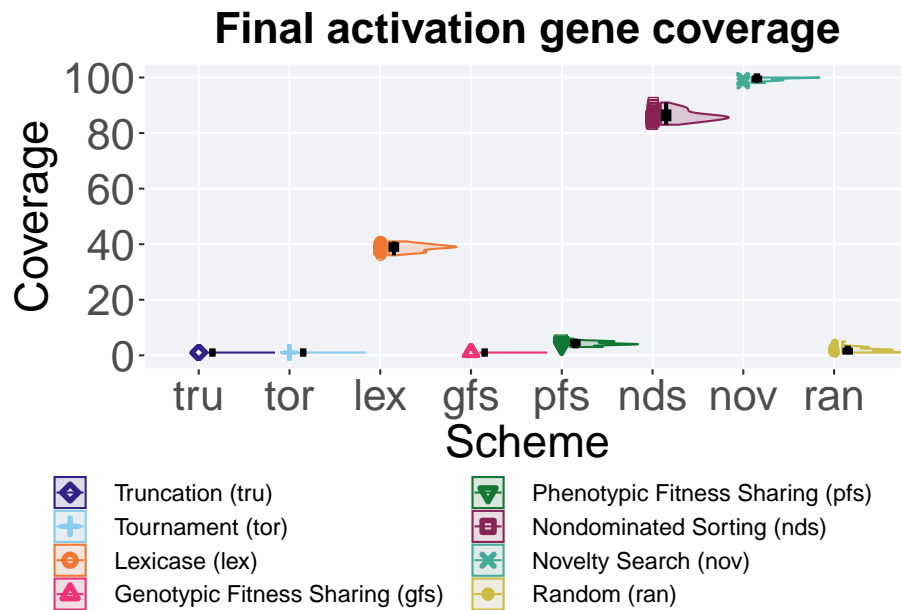 Final activation gene coverage
Coverage
100
80
60
40
20
0
tru tor lex gfs pfs nds nov ran
Scheme
Truncation (tru)
Tournament (tor)
Lexicase (lex)
Genotypic Fitness Sharing (gfs)
Phenotypic Fitness Sharing (pfs)
Nondominated Sorting (nds)
Novelty Search (nov)
Random (ran)